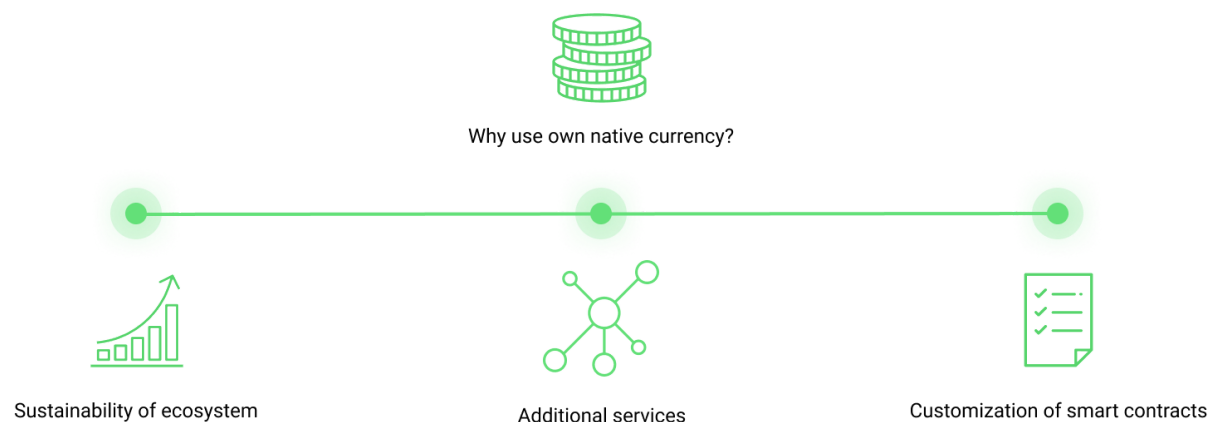 Why use own native currency?
Sustainability of ecosystem
Additional services
Customization of smart contracts